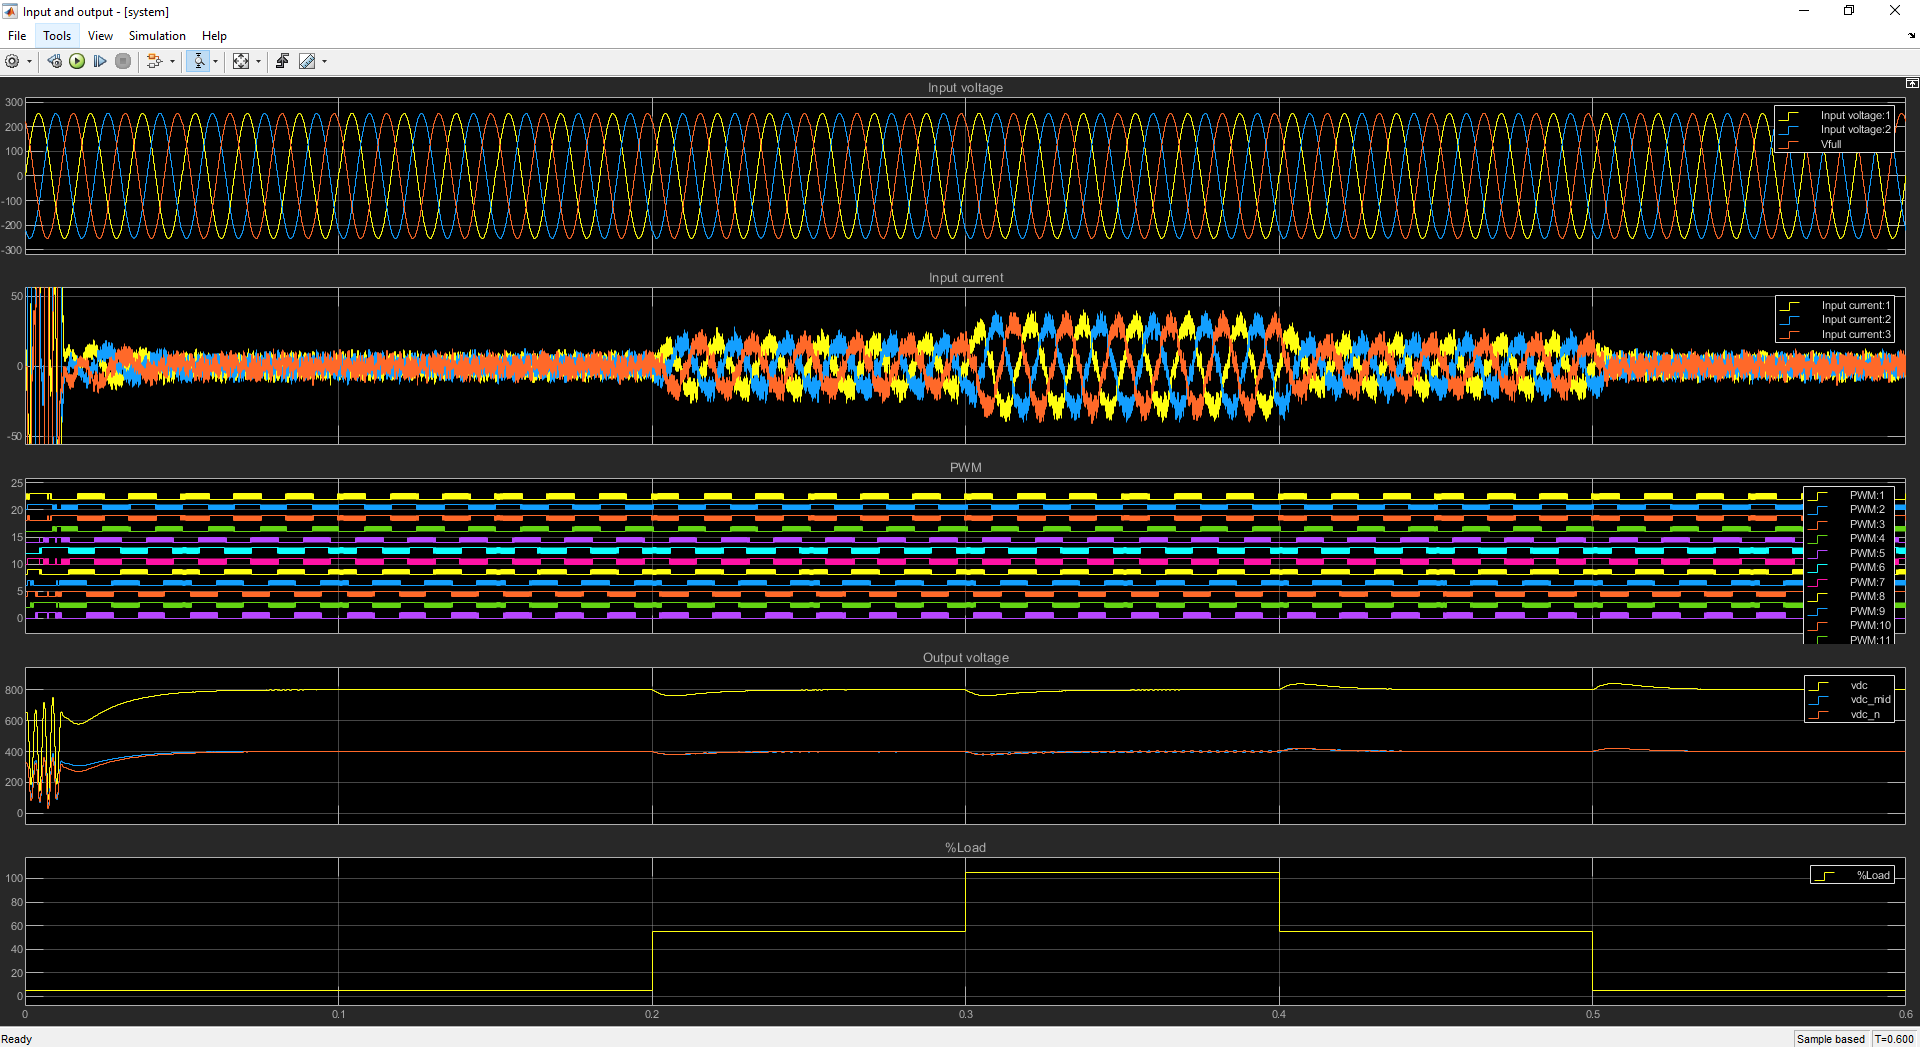 Input and output - [system]
File Tools View Simulation Help
Input voltage
300
200
100
0
-100
-200
-300
Input voltage:1
Input voltage:2
Vfull
Input current
50
0
-50
Input current:1
Input current:2
Input current:3
PWM
25
20
15
10
5
0
PWM:1
PWM:2
PWM:3
PWM:4
PWM:5
PWM:6
PWM:7
PWM:8
PWM:9
PWM:10
PWM:11
Output voltage
800
600
400
200
0
vdc
vdc_mid
vdc_n
%Load
100
80
60
40
20
0
%Load
0 0.1 0.2 0.3 0.4 0.5 0.6
Ready Sample based T=0.600